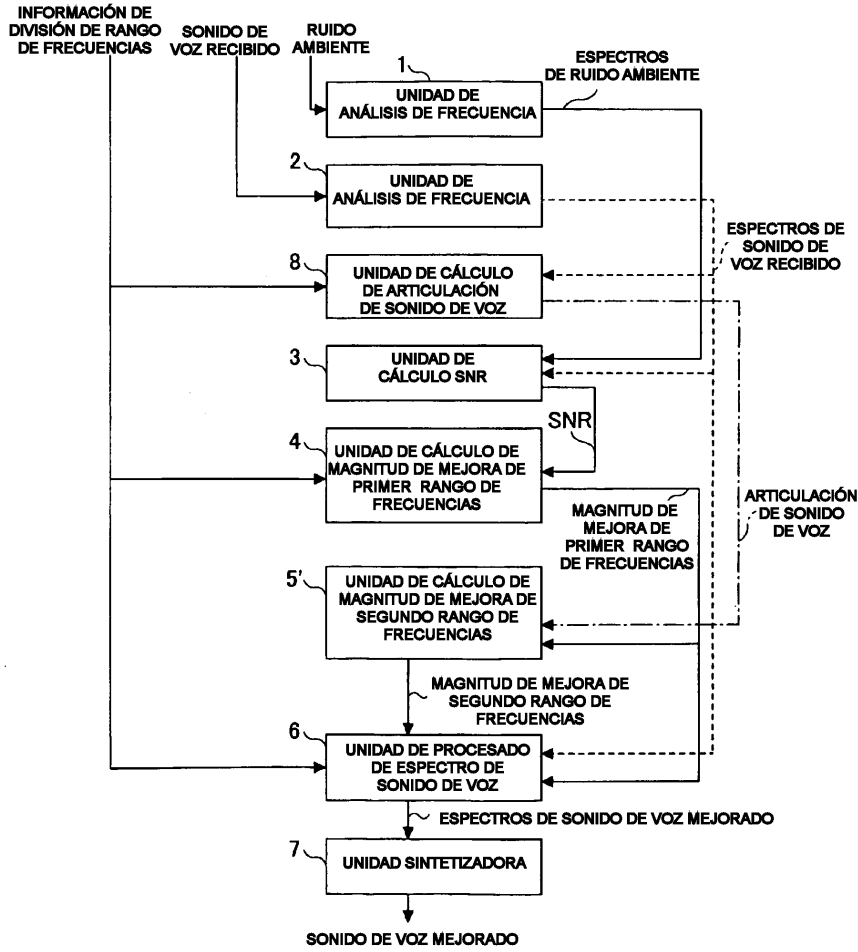 INFORMACIÓN DE
DIVISIÓN DE RANGO
DE FRECUENCIAS
SONIDO DE
VOZ RECIBIDO
RUIDO
AMBIENTE
1
UNIDAD DE
ANÁLISIS DE FRECUENCIA
ESPECTROS
DE RUIDO AMBIENTE
2
UNIDAD DE
ANÁLISIS DE FRECUENCIA
ESPECTROS DE
SONIDO DE
VOZ RECIBIDO
8
UNIDAD DE CÁLCULO
DE ARTICULACIÓN
DE SONIDO DE VOZ
3
UNIDAD DE
CÁLCULO SNR
SNR
4
UNIDAD DE CÁLCULO DE
MAGNITUD DE MEJORA DE
PRIMER RANGO DE
FRECUENCIAS
MAGNITUD DE
MEJORA DE
PRIMER RANGO
DE FRECUENCIAS
ARTICULACIÓN
DE SONIDO
DE VOZ
5'
UNIDAD DE CÁLCULO DE
MAGNITUD DE MEJORA DE
SEGUNDO RANGO DE
FRECUENCIAS
MAGNITUD DE MEJORA DE
SEGUNDO RANGO DE
FRECUENCIAS
6
UNIDAD DE PROCESADO
DE ESPECTRO DE
SONIDO DE VOZ
ESPECTROS DE SONIDO DE VOZ MEJORADO
7
UNIDAD SINTETIZADORA
SONIDO DE VOZ MEJORADO